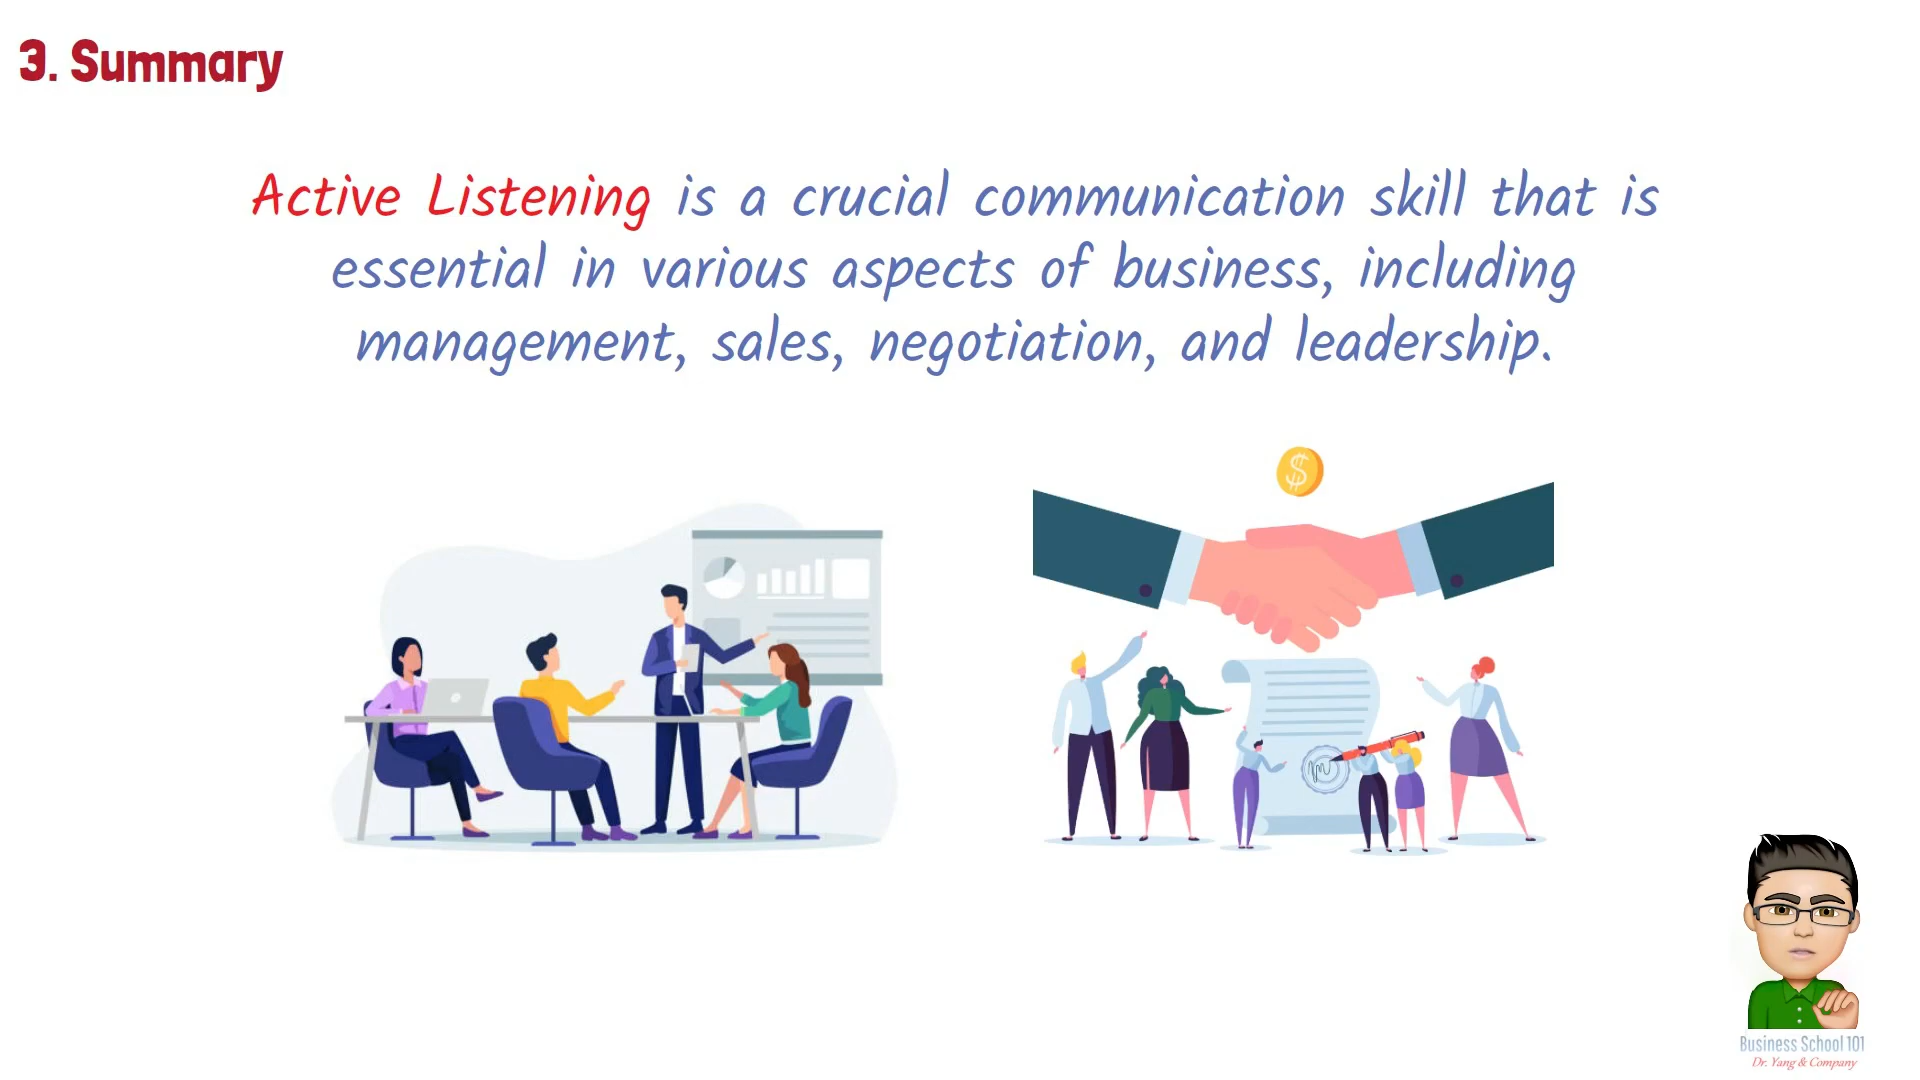 3. Summary
Active Listening is a crucial communication skill that is
essential in various aspects of business, including
management, sales, negotiation, and leadership.
$
Business School 101
Dr. Yang & Company